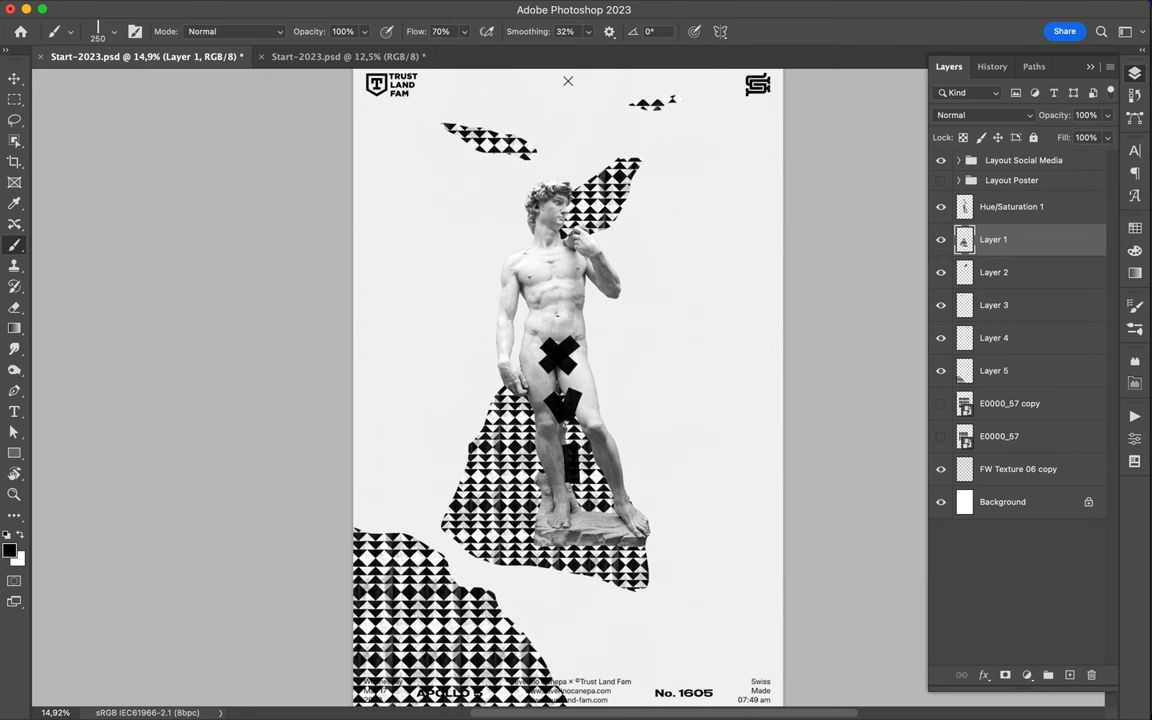 Adobe Photoshop 2023
250
Mode: Normal
Opacity: 100%
Flow: 70%
Smoothing: 32%
0°
Share
Start-2023.psd @ 14,9% (Layer 1, RGB/8) *
Start-2023.psd @ 12,5% (RGB/8) *
Layers
History
Paths
Kind
Normal
Opacity: 100%
Lock:
Fill: 100%
Layout Social Media
Layout Poster
Hue/Saturation 1
Layer 1
Layer 2
Layer 3
Layer 4
Layer 5
E0000_57 copy
E0000_57
FW Texture 06 copy
Background
TRUST
LAND
FAM
canepa × ©Trust Land Fam
No. 1605
Swiss
Made
07:49 am
14,92%
sRGB IEC61966-2.1 (8bpc)